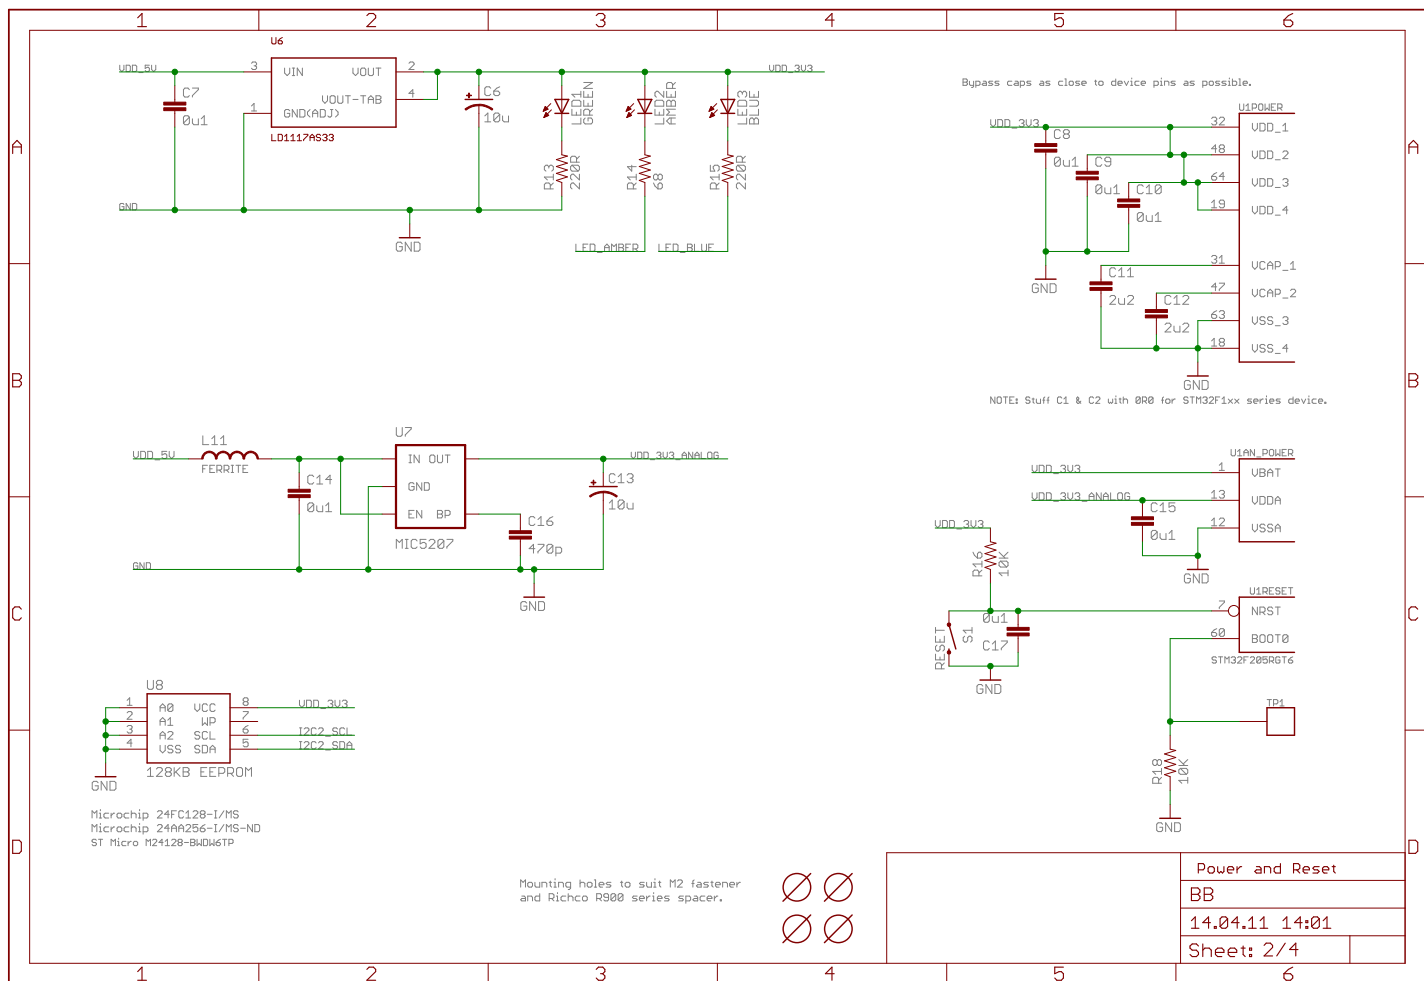 1 2 3 4 5 6
A
B
C
D
A
B
C
D
1 2 3 4 5 6
U6
VDD_5V
3 VIN VOUT 2
VOUT-TAB 4
1 GND(ADJ)
LD1117AS33
C7
0u1
GND
C6
10u
GND
VDD_3V3
LED1
GREEN
LED2
AMBER
LED3
BLUE
R13
220R
R14
68
R15
220R
LED_AMBER
LED_BLUE
Bypass caps as close to device pins as possible.
U1POWER
VDD_3V3
32 VDD_1
48 VDD_2
64 VDD_3
19 VDD_4
31 VCAP_1
47 VCAP_2
63 VSS_3
18 VSS_4
C8
0u1
C9
0u1
C10
0u1
GND
C11
2u2
C12
2u2
GND
NOTE: Stuff C1 & C2 with 0R0 for STM32F1xx series device.
VDD_5V
L11
FERRITE
C14
0u1
U7
IN OUT
GND
EN BP
MIC5207
VDD_3V3_ANALOG
C13
10u
C16
470p
GND
GND
U1AN_POWER
VDD_3V3
1 VBAT
VDD_3V3_ANALOG
13 VDDA
12 VSSA
C15
0u1
GND
VDD_3V3
R16
10K
U1RESET
7 NRST
60 BOOT0
STM32F205RGT6
0u1
C17
RESET
S1
GND
TP1
R18
10K
GND
U8
1 A0 VCC 8
2 A1 WP 7
3 A2 SCL 6
4 VSS SDA 5
128KB EEPROM
VDD_3V3
I2C2_SCL
I2C2_SDA
GND
Microchip 24FC128-I/MS
Microchip 24AA256-I/MS-ND
ST Micro M24128-BWDW6TP
Mounting holes to suit M2 fastener
and Richco R900 series spacer.
Power and Reset
BB
14.04.11 14:01
Sheet: 2/4